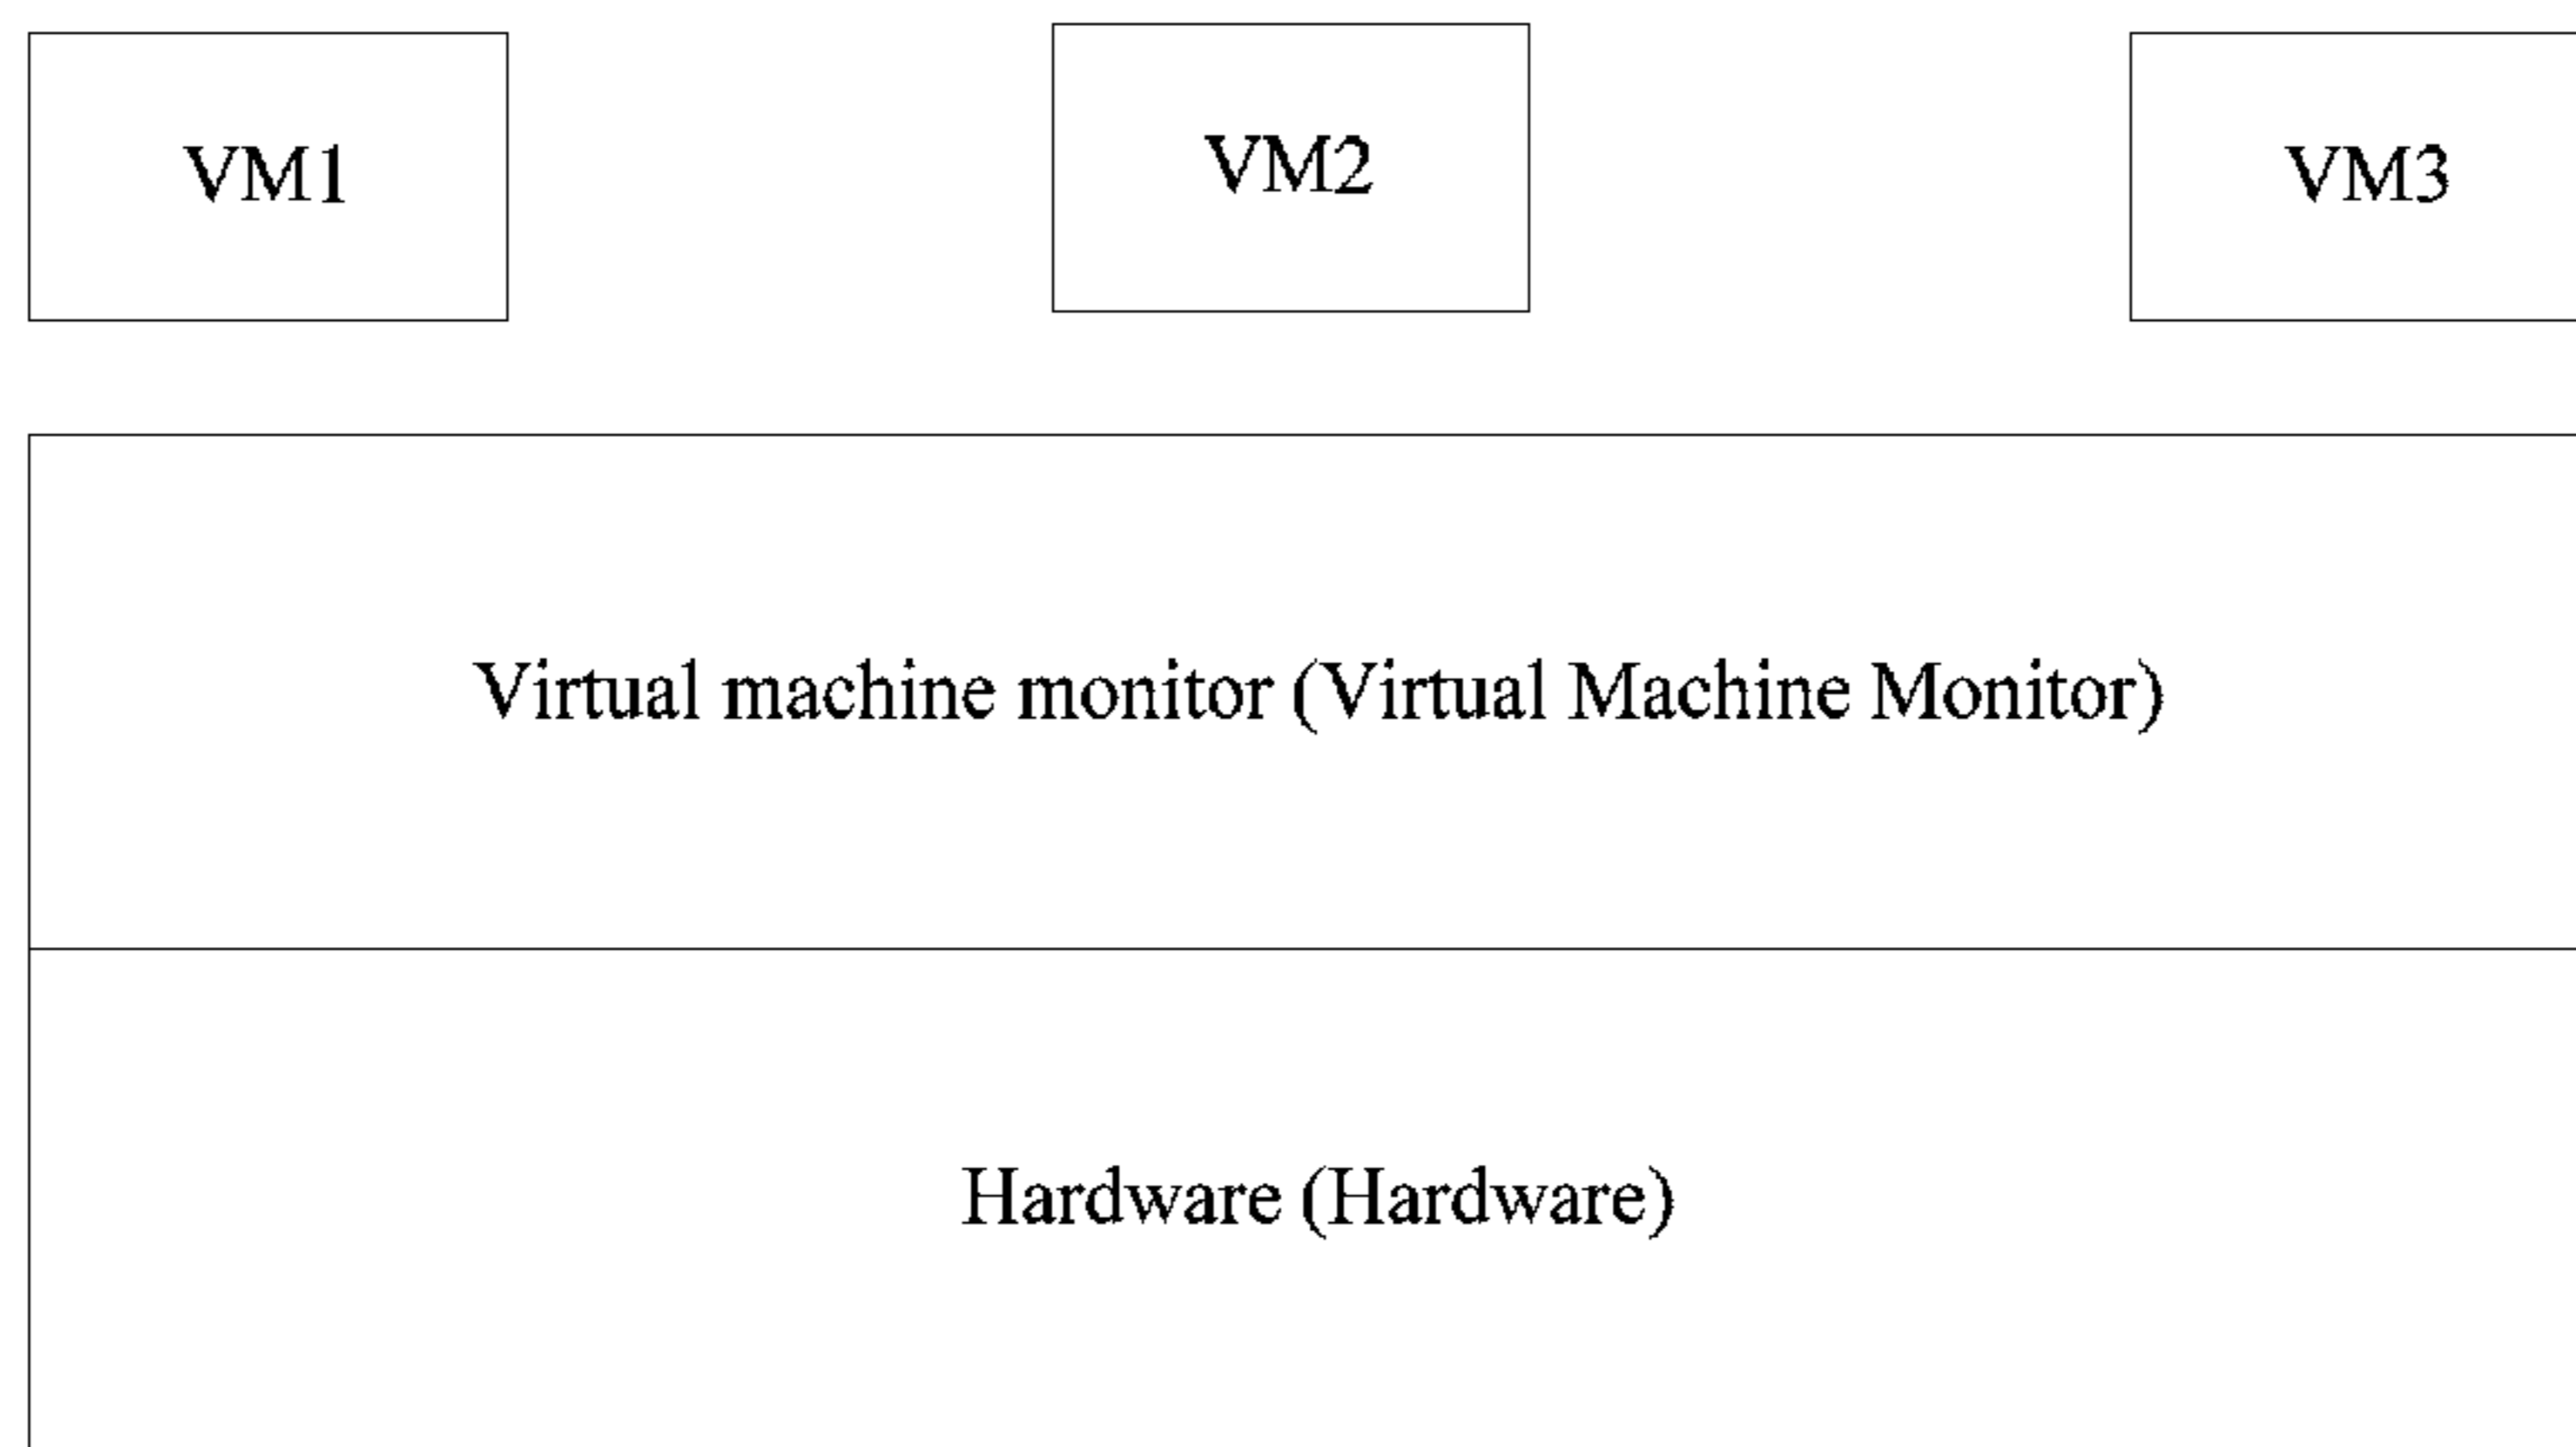 VM1
VM2
VM3
Virtual machine monitor (Virtual Machine Monitor)
Hardware (Hardware)